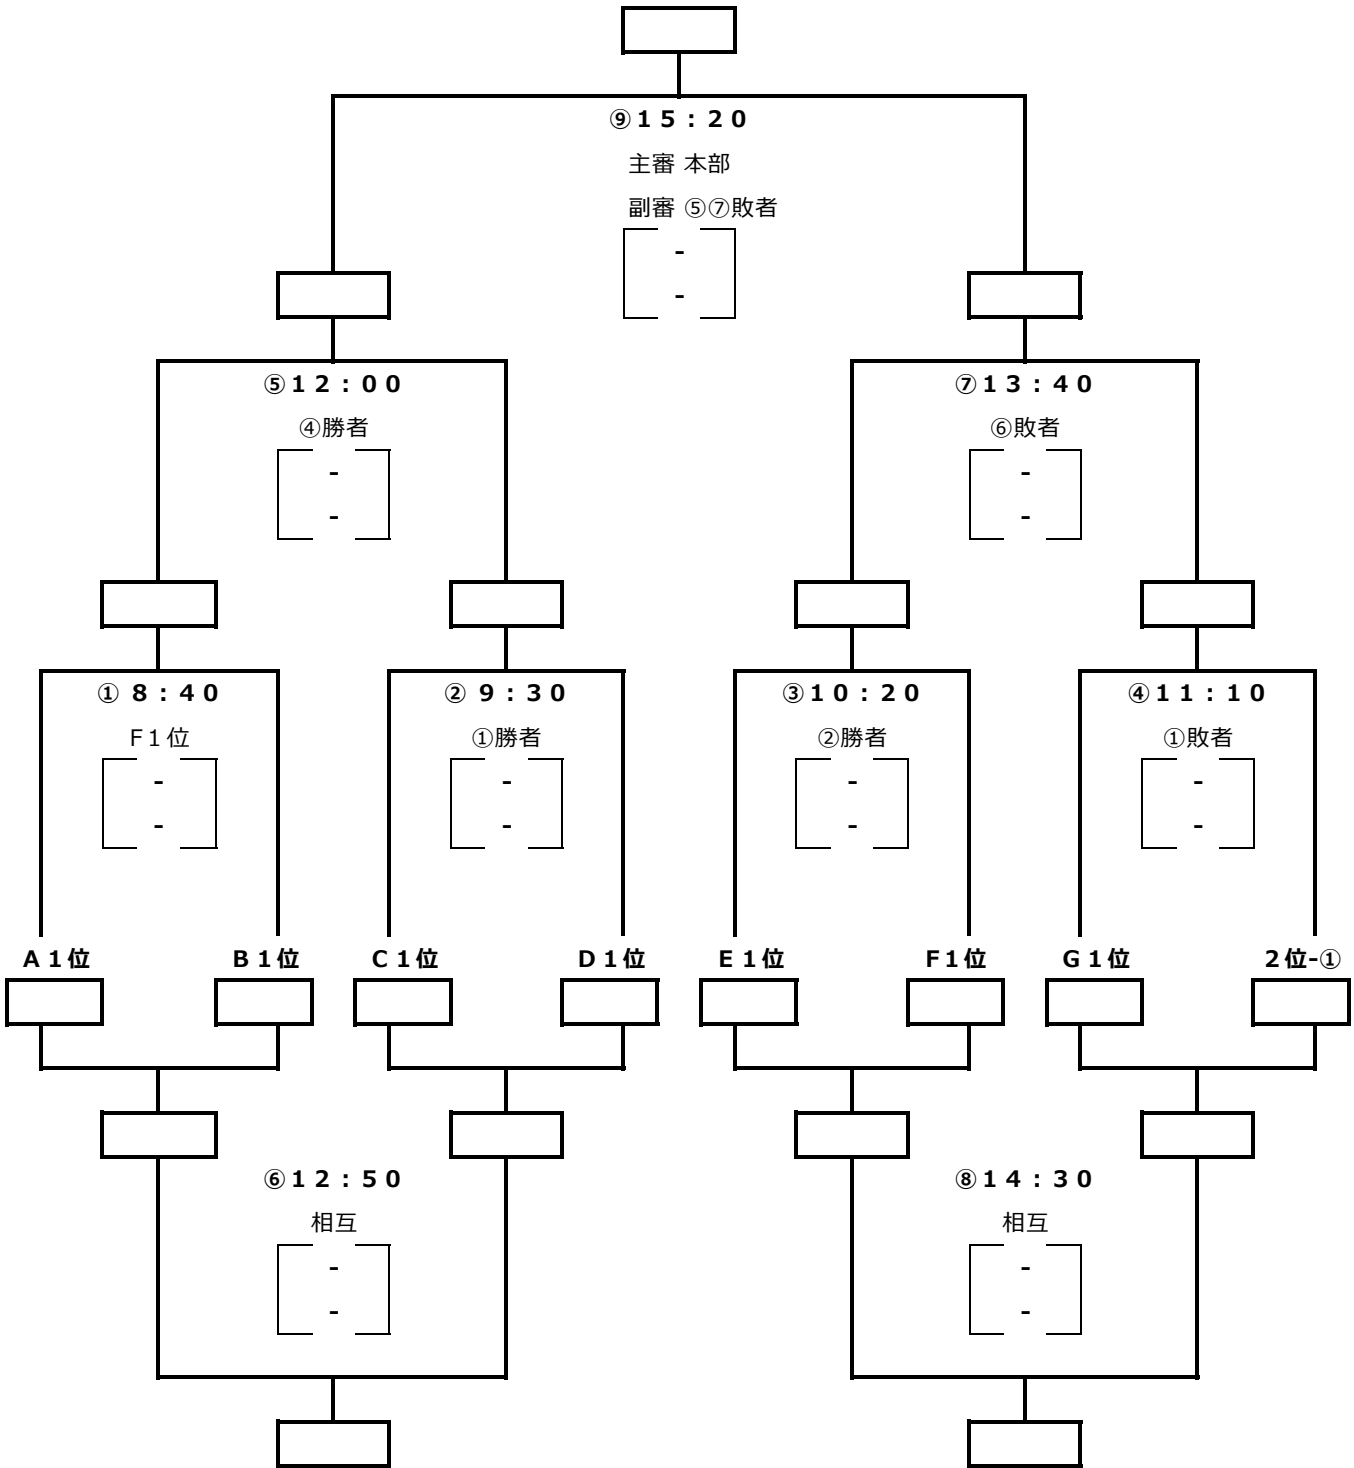 ⑨15：20
主審 本部
副審 ⑤⑦敗者
-
-
⑤12：00
④勝者
-
-
⑦13：40
⑥敗者
-
-
① 8：40
F1位
-
-
② 9：30
①勝者
-
-
③10：20
②勝者
-
-
④11：10
①敗者
-
-
A1位
B1位
C1位
D1位
E1位
F1位
G1位
2位-①
⑥12：50
相互
-
-
⑧14：30
相互
-
-